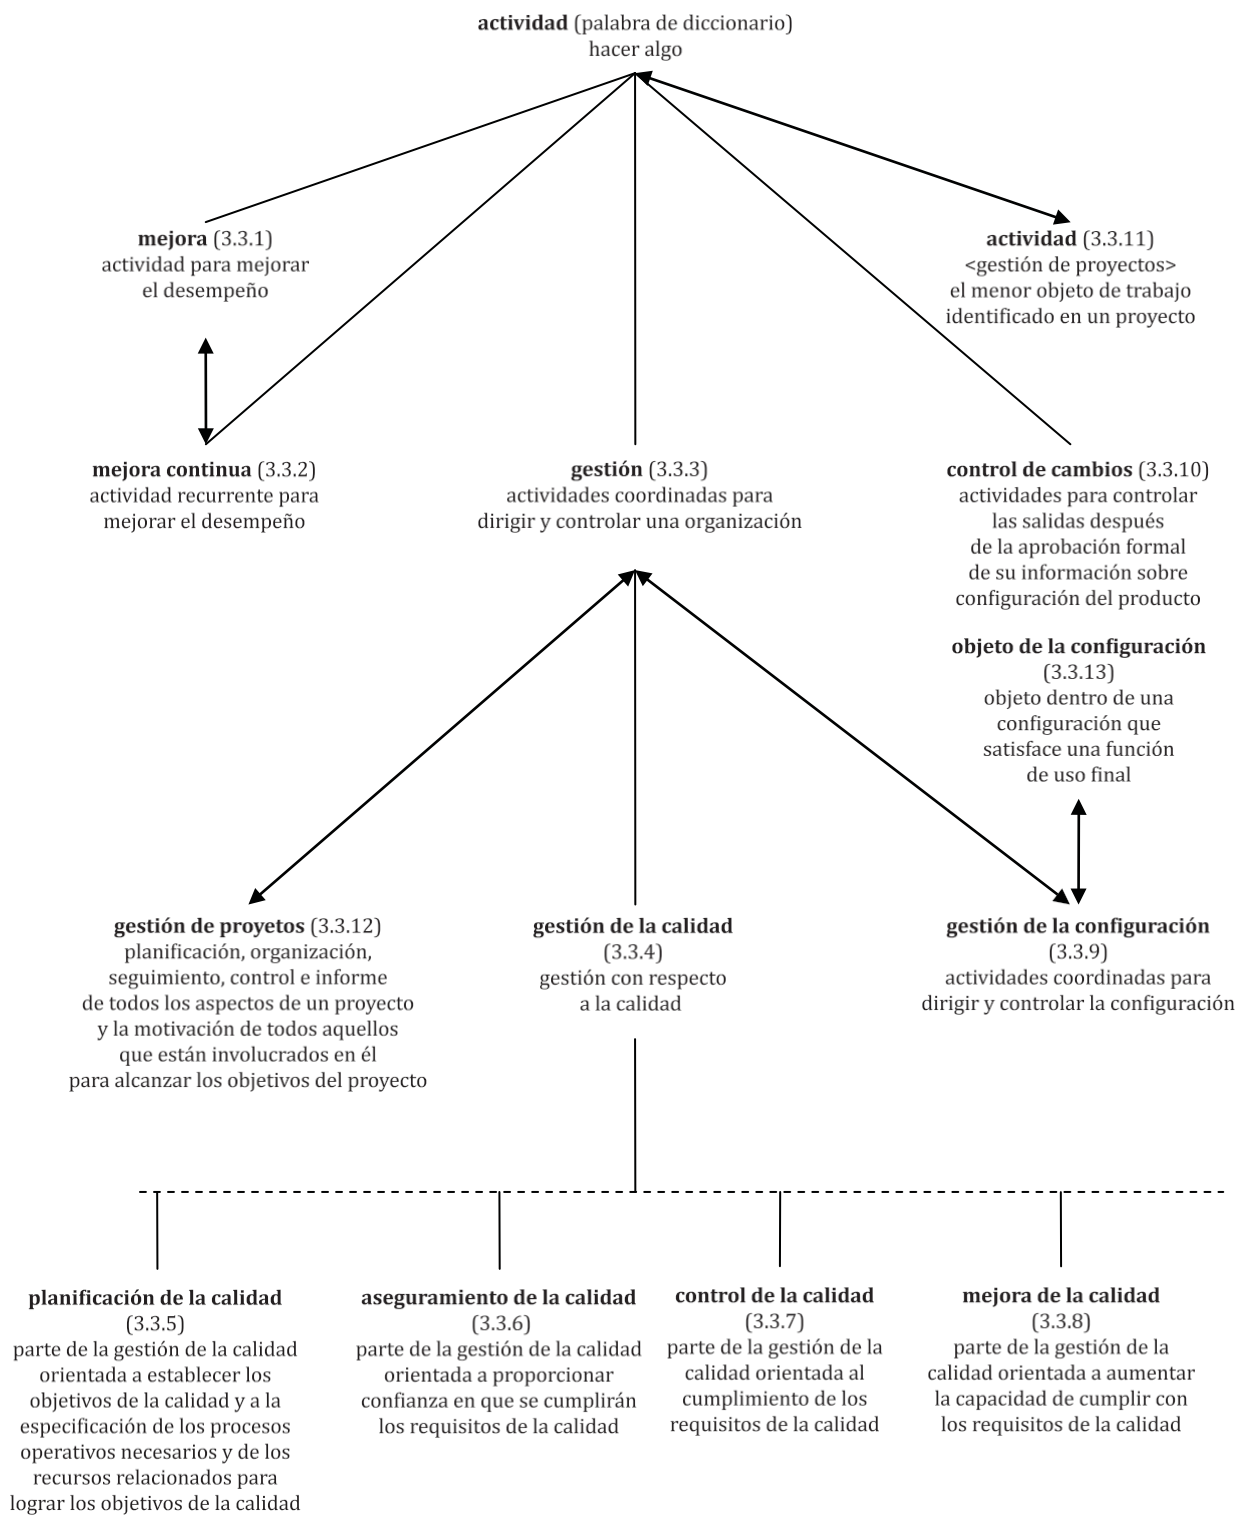 actividad (palabra de diccionario)
hacer algo
mejora (3.3.1)
actividad para mejorar
el desempeño
actividad (3.3.11)
<gestión de proyectos>
el menor objeto de trabajo
identificado en un proyecto
mejora continua (3.3.2)
actividad recurrente para
mejorar el desempeño
gestión (3.3.3)
actividades coordinadas para
dirigir y controlar una organización
control de cambios (3.3.10)
actividades para controlar
las salidas después
de la aprobación formal
de su información sobre
configuración del producto
objeto de la configuración
(3.3.13)
objeto dentro de una
configuración que
satisface una función
de uso final
gestión de proyetos (3.3.12)
planificación, organización,
seguimiento, control e informe
de todos los aspectos de un proyecto
y la motivación de todos aquellos
que están involucrados en él
para alcanzar los objetivos del proyecto
gestión de la calidad
(3.3.4)
gestión con respecto
a la calidad
gestión de la configuración
(3.3.9)
actividades coordinadas para
dirigir y controlar la configuración
planificación de la calidad
(3.3.5)
parte de la gestión de la calidad
orientada a establecer los
objetivos de la calidad y a la
especificación de los procesos
operativos necesarios y de los
recursos relacionados para
lograr los objetivos de la calidad
aseguramiento de la calidad
(3.3.6)
parte de la gestión de la calidad
orientada a proporcionar
confianza en que se cumplirán
los requisitos de la calidad
control de la calidad
(3.3.7)
parte de la gestión de la
calidad orientada al
cumplimiento de los
requisitos de la calidad
mejora de la calidad
(3.3.8)
parte de la gestión de la
calidad orientada a aumentar
la capacidad de cumplir con
los requisitos de la calidad